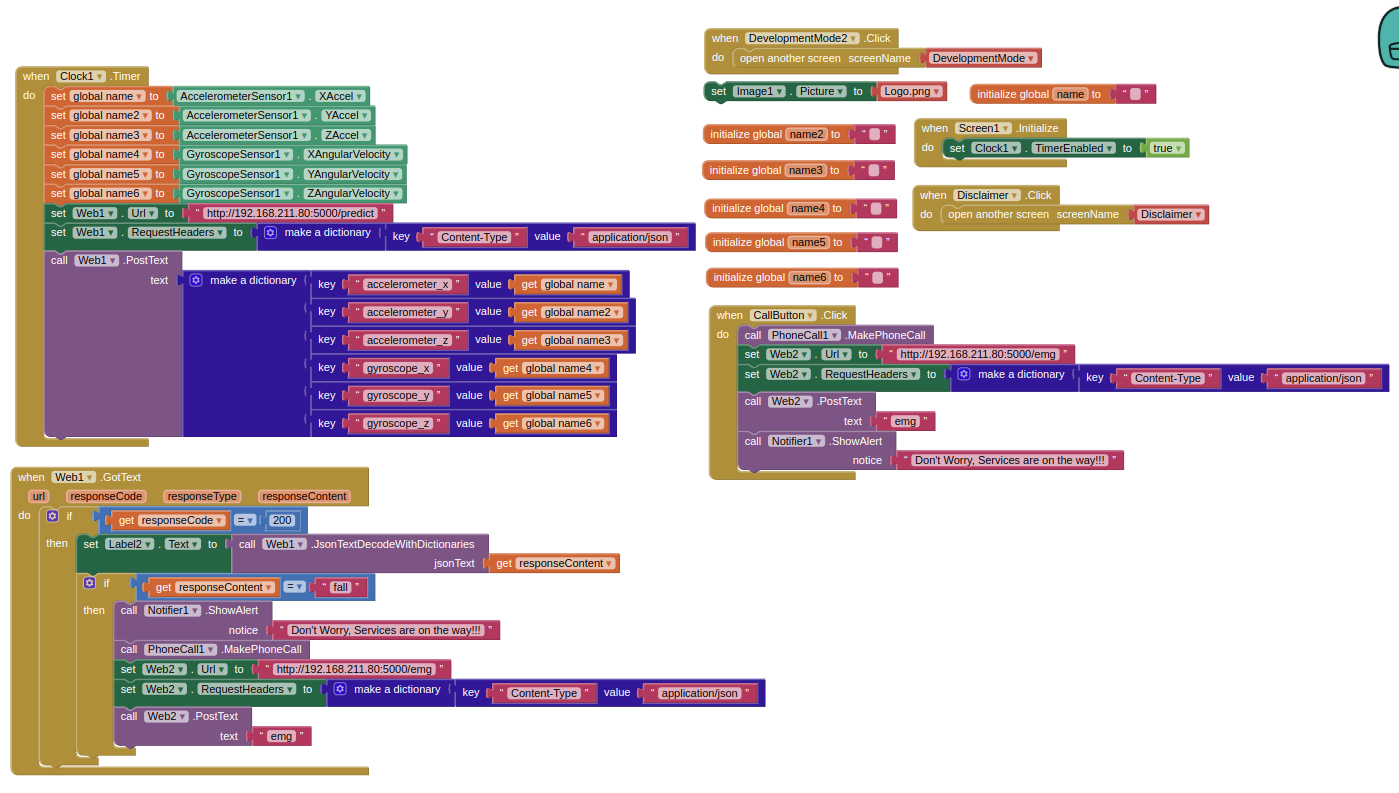 when Clock1 .Timer
do set global name to AccelerometerSensor1 . XAccel
set global name2 to AccelerometerSensor1 . YAccel
set global name3 to AccelerometerSensor1 . ZAccel
set global name4 to GyroscopeSensor1 . XAngularVelocity
set global name5 to GyroscopeSensor1 . YAngularVelocity
set global name6 to GyroscopeSensor1 . ZAngularVelocity
set Web1 . Url to “ http://192.168.211.80:5000/predict ”
set Web1 . RequestHeaders to make a dictionary key “ Content-Type ” value “ application/json ”
call Web1 .PostText
text make a dictionary key “ accelerometer_x ” value get global name
key “ accelerometer_y ” value get global name2
key “ accelerometer_z ” value get global name3
key “ gyroscope_x ” value get global name4
key “ gyroscope_y ” value get global name5
key “ gyroscope_z ” value get global name6
when Web1 .GotText
url responseCode responseType responseContent
do if get responseCode = 200
then set Label2 . Text to call Web1 .JsonTextDecodeWithDictionaries
jsonText get responseContent
if get responseContent = “ fall ”
then call Notifier1 .ShowAlert
notice “ Don't Worry, Services are on the way!!! ”
call PhoneCall1 .MakePhoneCall
set Web2 . Url to “ http://192.168.211.80:5000/emg ”
set Web2 . RequestHeaders to make a dictionary key “ Content-Type ” value “ application/json ”
call Web2 .PostText
text “ emg ”
when DevelopmentMode2 .Click
do open another screen screenName DevelopmentMode
set Image1 . Picture to Logo.png
initialize global name to “ ”
initialize global name2 to “ ”
when Screen1 .Initialize
do set Clock1 . TimerEnabled to true
initialize global name3 to “ ”
when Disclaimer .Click
do open another screen screenName Disclaimer
initialize global name4 to “ ”
initialize global name5 to “ ”
initialize global name6 to “ ”
when CallButton .Click
do call PhoneCall1 .MakePhoneCall
set Web2 . Url to “ http://192.168.211.80:5000/emg ”
set Web2 . RequestHeaders to make a dictionary key “ Content-Type ” value “ application/json ”
call Web2 .PostText
text “ emg ”
call Notifier1 .ShowAlert
notice “ Don't Worry, Services are on the way!!! ”